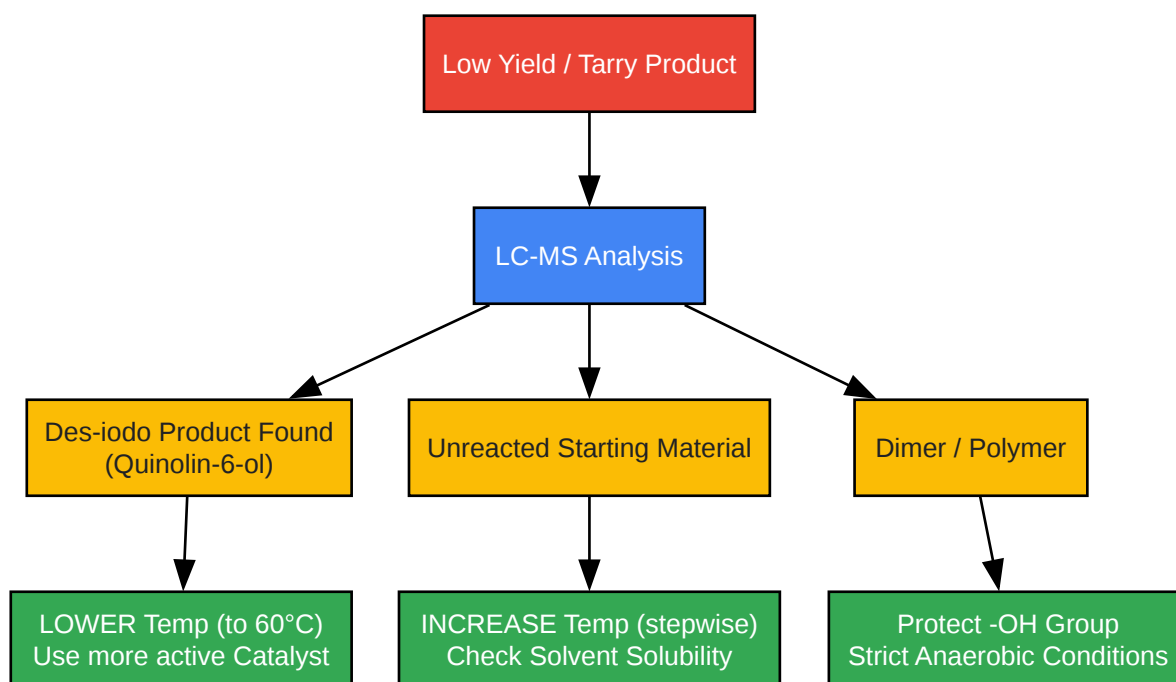 Low Yield / Tarry Product
LC-MS Analysis
Des-iodo Product Found
(Quinolin-6-ol)
Unreacted Starting Material
Dimer / Polymer
LOWER Temp (to 60°C)
Use more active Catalyst
INCREASE Temp (stepwise)
Check Solvent Solubility
Protect -OH Group
Strict Anaerobic Conditions